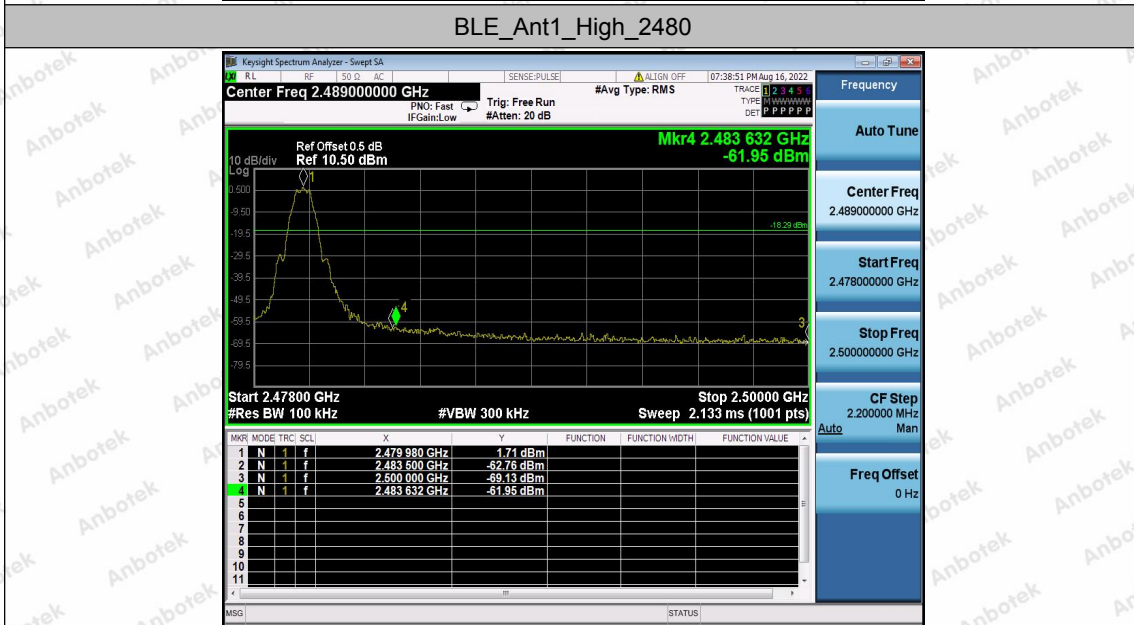 BLE_Ant1_High_2480
Keysight Spectrum Analyzer - Swept SA
LXI RL RF 50 Ω AC SENSE:PULSE ALIGN OFF 07:38:51 PM Aug 16, 2022
Center Freq 2.489000000 GHz
#Avg Type: RMS
TRACE 1 2 3 4 5 6
TYPE M W W W W W
DET P P P P P P
PNO: Fast
IFGain:Low
Trig: Free Run
#Atten: 20 dB
Mkr4 2.483 632 GHz
-61.95 dBm
Ref Offset 0.5 dB
10 dB/div Ref 10.50 dBm
Log
1
0.500
-9.50
-18.29 dBm
-19.5
-29.5
-39.5
-49.5
4
-59.5
3
-69.5
-79.5
Start 2.47800 GHz Stop 2.50000 GHz
#Res BW 100 kHz #VBW 300 kHz Sweep 2.133 ms (1001 pts)
MKR MODE TRC SCL X Y FUNCTION FUNCTION WIDTH FUNCTION VALUE
1 N 1 f 2.479 980 GHz 1.71 dBm
2 N 1 f 2.483 500 GHz -62.76 dBm
3 N 1 f 2.500 000 GHz -69.13 dBm
4 N 1 f 2.483 632 GHz -61.95 dBm
5
6
7
8
9
10
11
MSG STATUS
Frequency
Auto Tune
Center Freq
2.489000000 GHz
Start Freq
2.478000000 GHz
Stop Freq
2.500000000 GHz
CF Step
2.200000 MHz
Auto Man
Freq Offset
0 Hz
Anbotek